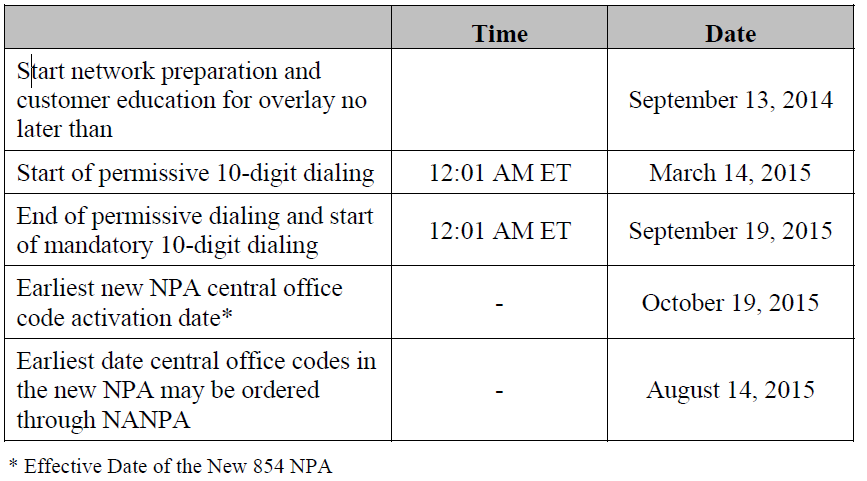 Time Date
Start network preparation and
customer education for overlay no
later than
September 13, 2014
Start of permissive 10-digit dialing 12:01 AM ET March 14, 2015
End of permissive dialing and start
of mandatory 10-digit dialing
12:01 AM ET September 19, 2015
Earliest new NPA central office
code activation date*
- October 19, 2015
Earliest date central office codes in
the new NPA may be ordered
through NANPA
- August 14, 2015
* Effective Date of the New 854 NPA